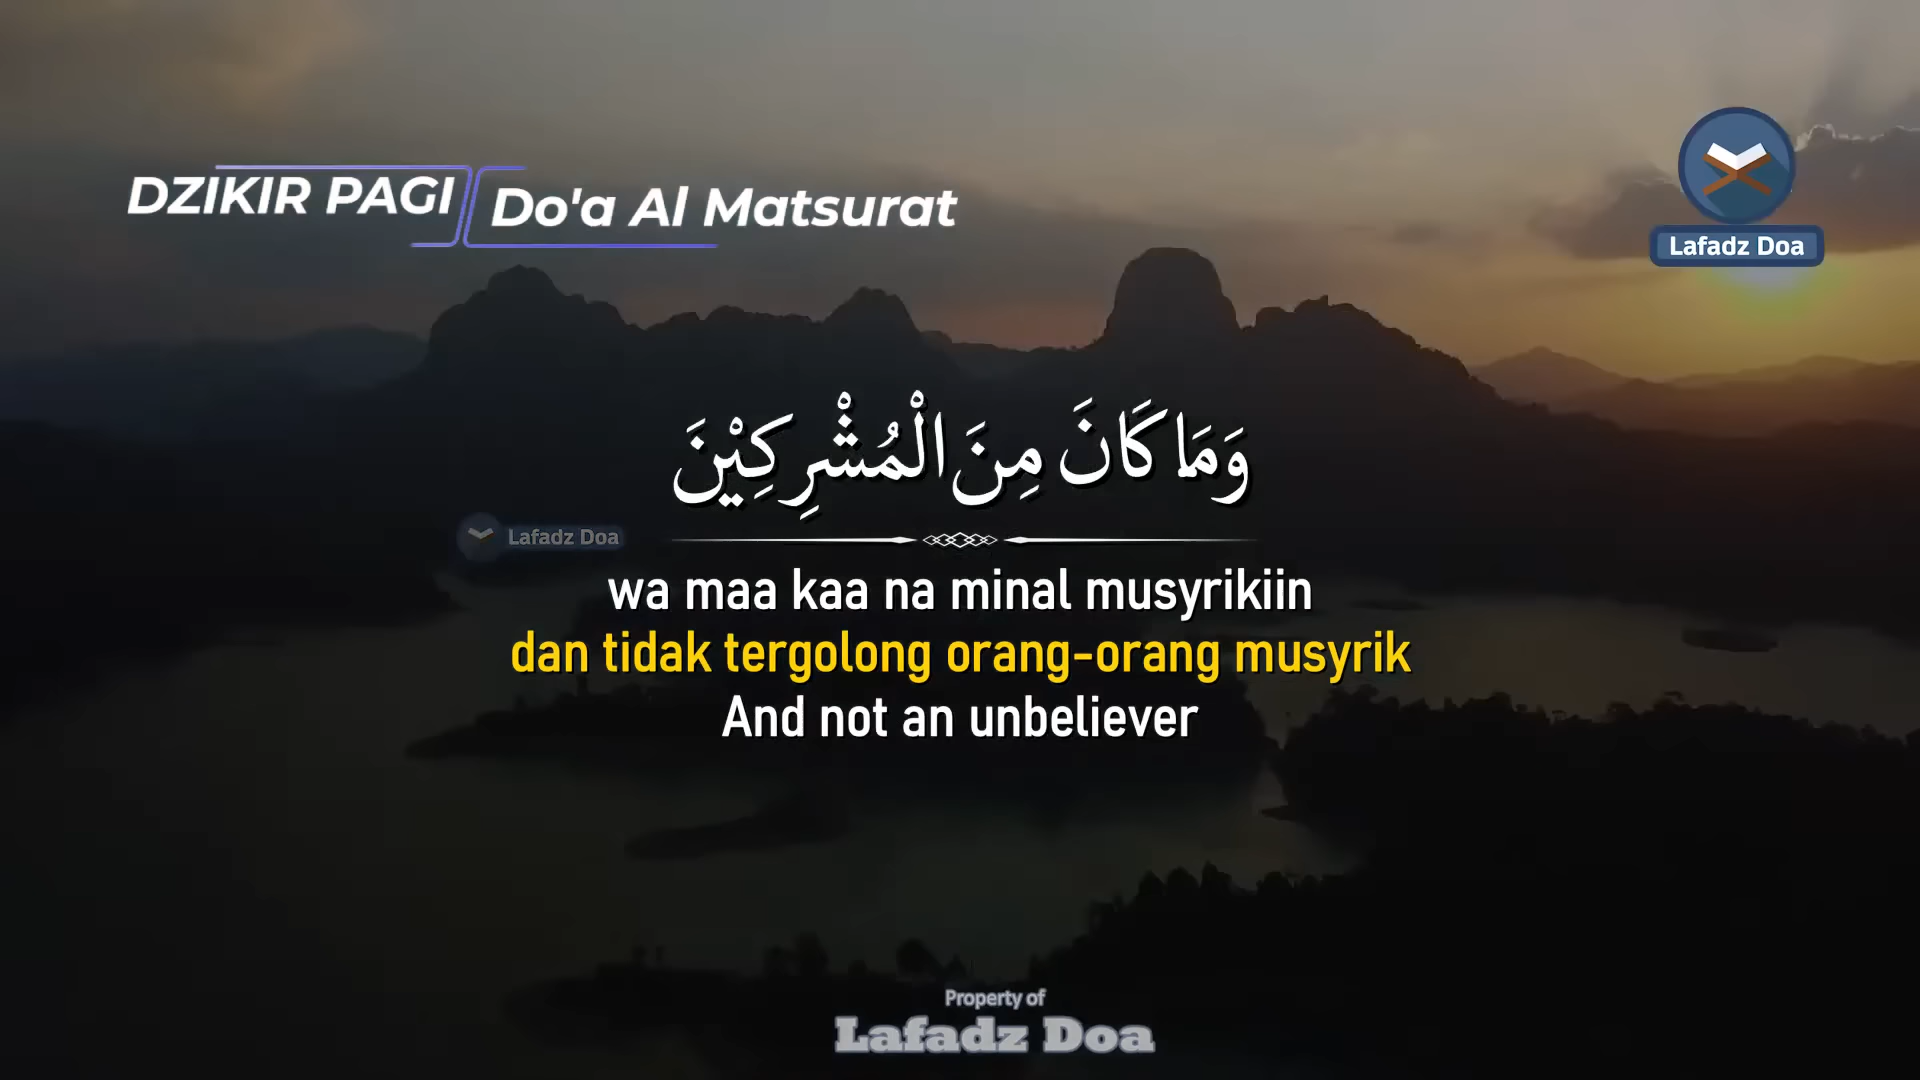 DZIKIR PAGI
Do'a Al Matsurat
Lafadz Doa
وَمَا كَانَ مِنَ الْمُشْرِكِيْنَ
Lafadz Doa
wa maa kaa na minal musyrikiin
dan tidak tergolong orang-orang musyrik
And not an unbeliever
Property of
Lafadz Doa